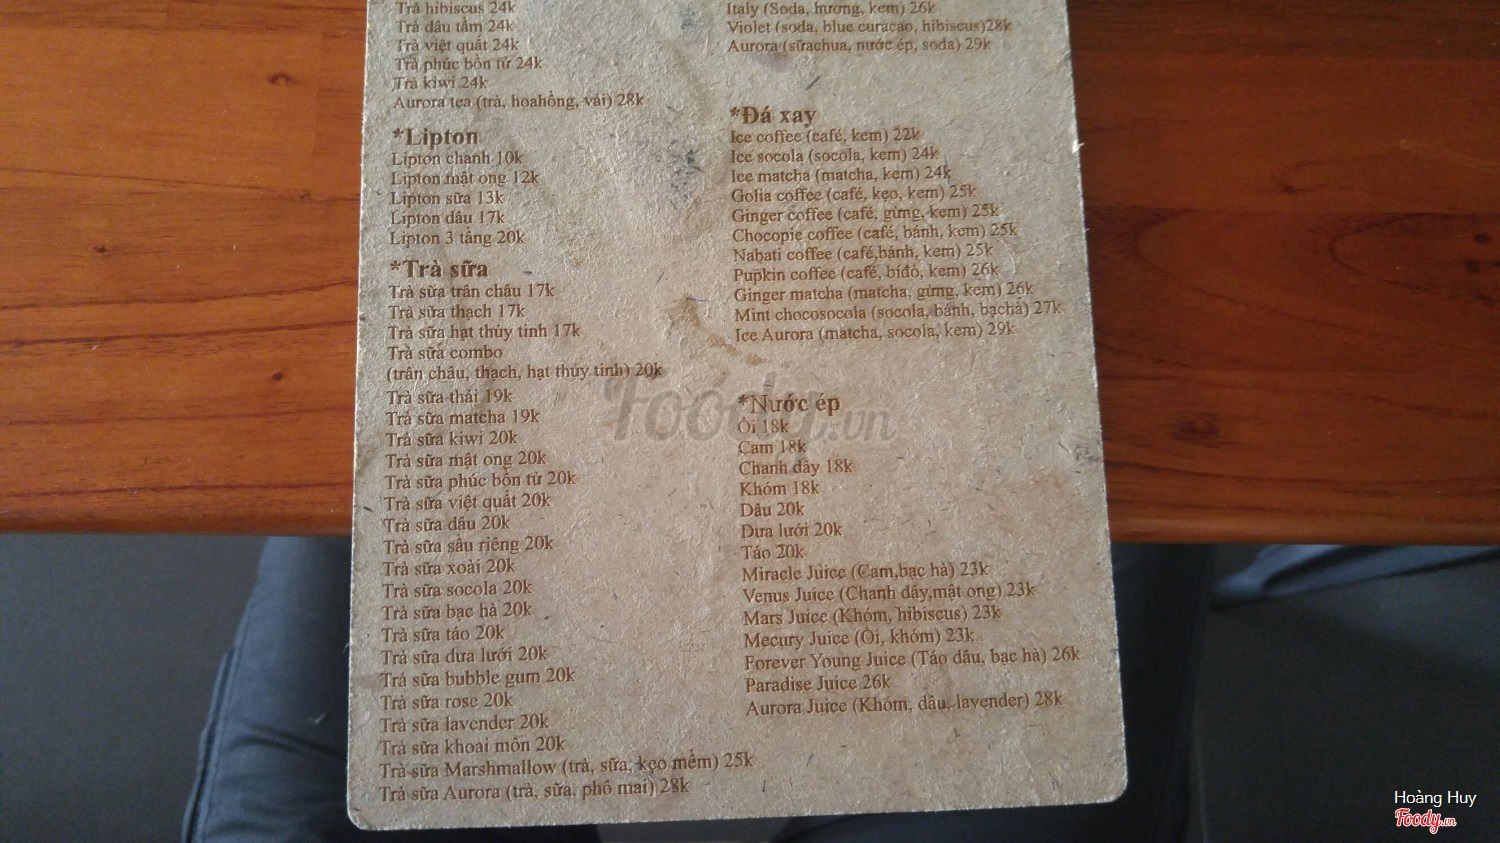 Trà hibiscus 24k
Trà dâu tằm 24k
Trà việt quất 24k
Trà phúc bồn tử 24k
Trà kiwi 24k
Aurora tea (trà, hoahồng, vải) 28k
*Lipton
Lipton chanh 10k
Lipton mật ong 12k
Lipton sữa 13k
Lipton dâu 17k
Lipton 3 tầng 20k
*Trà sữa
Trà sữa trân châu 17k
Trà sữa thạch 17k
Trà sữa hạt thủy tinh 17k
Trà sữa combo
(trân châu, thạch, hạt thủy tinh) 20k
Trà sữa thái 19k
Trà sữa matcha 19k
Trà sữa kiwi 20k
Trà sữa mật ong 20k
Trà sữa phúc bồn tử 20k
Trà sữa việt quất 20k
Trà sữa dâu 20k
Trà sữa sầu riêng 20k
Trà sữa xoài 20k
Trà sữa socola 20k
Trà sữa bạc hà 20k
Trà sữa táo 20k
Trà sữa dưa lưới 20k
Trà sữa bubble gum 20k
Trà sữa rose 20k
Trà sữa lavender 20k
Trà sữa khoai môn 20k
Trà sữa Marshmallow (trà, sữa, kẹo mềm) 25k
Trà sữa Aurora (trà, sữa, phô mai) 28k
Italy (Soda, hương, kem) 26k
Violet (soda, blue curacao, hibiscus)28k
Aurora (sữachua, nước ép, soda) 29k
*Đá xay
Ice coffee (café, kem) 22k
Ice socola (socola, kem) 24k
Ice matcha (matcha, kem) 24k
Golia coffee (café, kẹo, kem) 25k
Ginger coffee (café, gừng, kem) 25k
Chocopie coffee (café, bánh, kem) 25k
Nabati coffee (café,bánh, kem) 25k
Pupkin coffee (café, bíđỏ, kem) 26k
Ginger matcha (matcha, gừng, kem) 26k
Mint chocosocola (socola, bánh, bạchà) 27k
Ice Aurora (matcha, socola, kem) 29k
*Nước ép
Ổi 18k
Cam 18k
Chanh dây 18k
Khóm 18k
Dâu 20k
Dưa lưới 20k
Táo 20k
Miracle Juice (Cam,bạc hà) 23k
Venus Juice (Chanh dây,mật ong) 23k
Mars Juice (Khóm, hibiscus) 23k
Mecury Juice (Ổi, khóm) 23k
Forever Young Juice (Táo dâu, bạc hà) 26k
Paradise Juice 26k
Aurora Juice (Khóm, dâu, lavender) 28k
Foody.vn
Hoàng Huy
Foody.vn